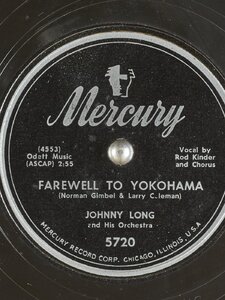 Mercury
(4553)
Odett Music
(ASCAP) 2:55
Vocal by
Rod Kinder
and Chorus
FAREWELL TO YOKOHAMA
(Norman Gimbel & Larry C.leman)
JOHNNY LONG
and His Orchestra
5720
MERCURY RECORD CORP. CHICAGO, ILLINOIS, U.S.A.